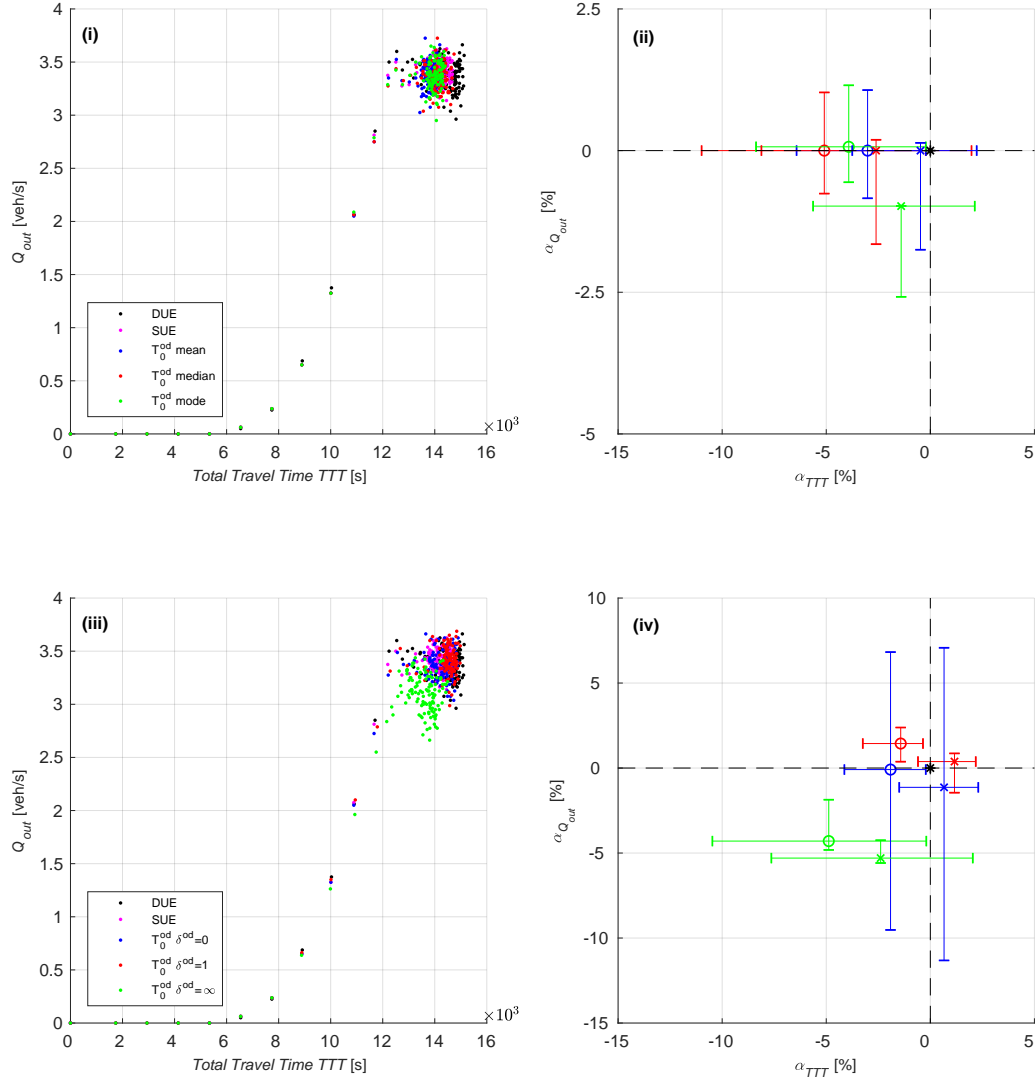 (i)
4
3.5
3
2.5
2
1.5
1
0.5
0
Q_out [veh/s]
DUE
SUE
T_0^od mean
T_0^od median
T_0^od mode
0 2 4 6 8 10 12 14 16
×10^3
Total Travel Time TTT [s]
(ii)
2.5
0
-2.5
-5
α_Q_out [%]
-15 -10 -5 0 5
α_TTT [%]
(iii)
4
3.5
3
2.5
2
1.5
1
0.5
0
Q_out [veh/s]
DUE
SUE
T_0^od δ^od=0
T_0^od δ^od=1
T_0^od δ^od=∞
0 2 4 6 8 10 12 14 16
×10^3
Total Travel Time TTT [s]
(iv)
10
5
0
-5
-10
-15
α_Q_out [%]
-15 -10 -5 0 5
α_TTT [%]